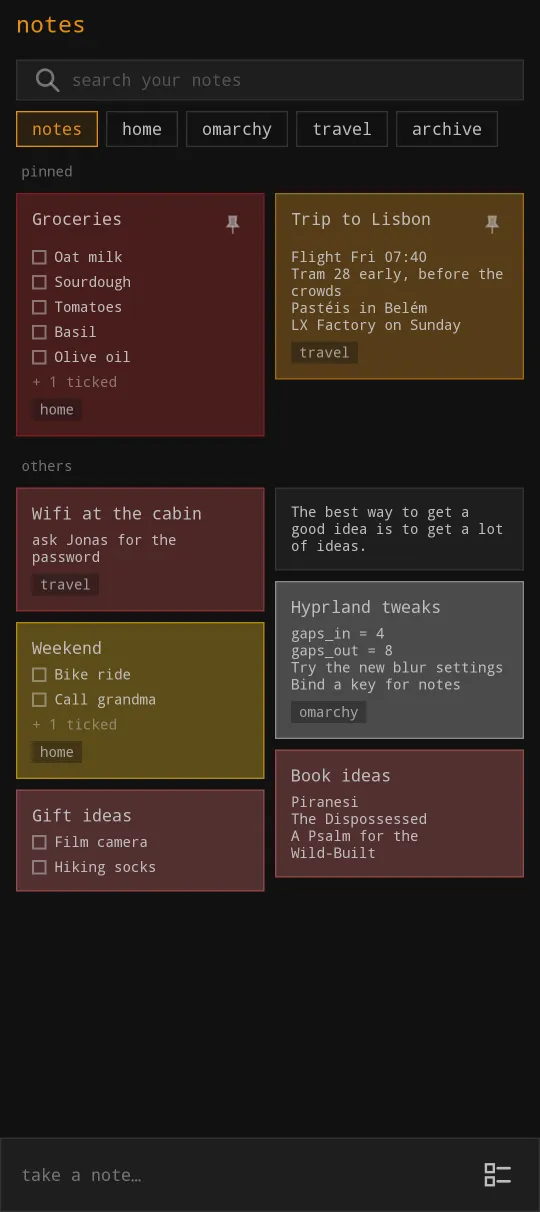 notes
search your notes
notes
home
omarchy
travel
archive
pinned
Groceries
Oat milk
Sourdough
Tomatoes
Basil
Olive oil
+ 1 ticked
home
Trip to Lisbon
Flight Fri 07:40
Tram 28 early, before the
crowds
Pastéis in Belém
LX Factory on Sunday
travel
others
Wifi at the cabin
ask Jonas for the
password
travel
Weekend
Bike ride
Call grandma
+ 1 ticked
home
Gift ideas
Film camera
Hiking socks
The best way to get a
good idea is to get a lot
of ideas.
Hyprland tweaks
gaps_in = 4
gaps_out = 8
Try the new blur settings
Bind a key for notes
omarchy
Book ideas
Piranesi
The Dispossessed
A Psalm for the
Wild-Built
take a note…